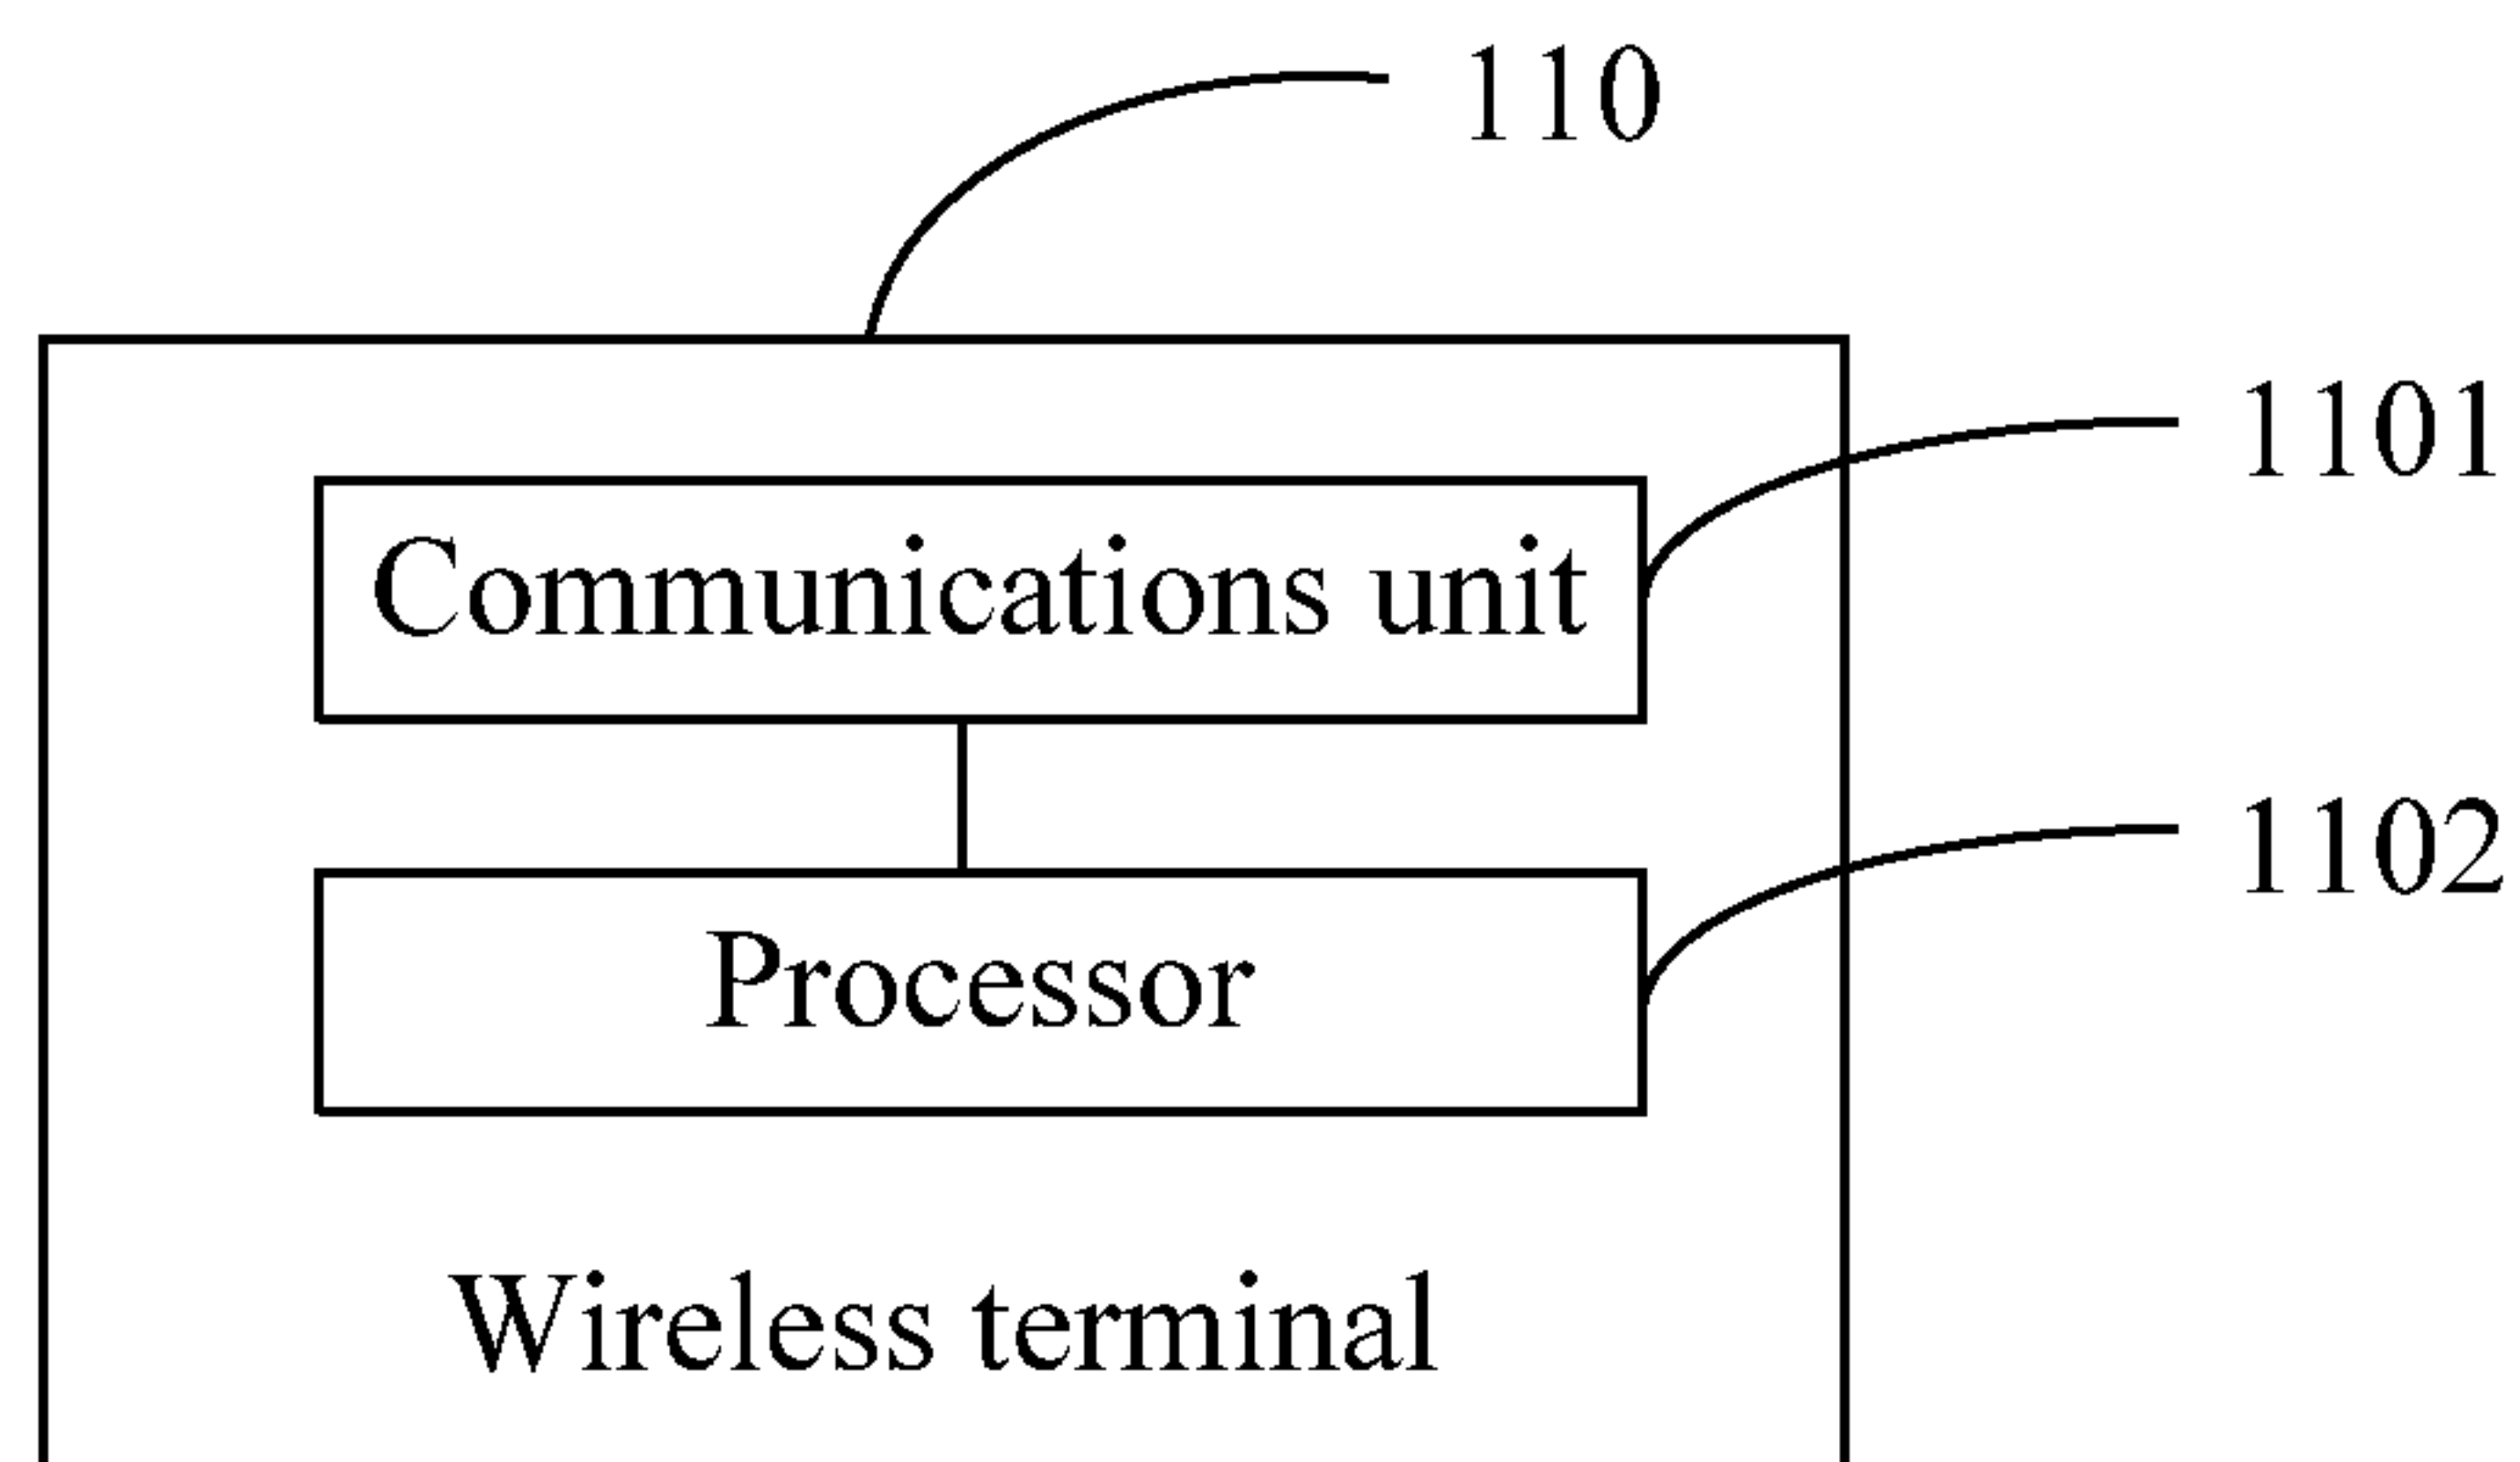 110
1101
Communications unit
1102
Processor
Wireless terminal